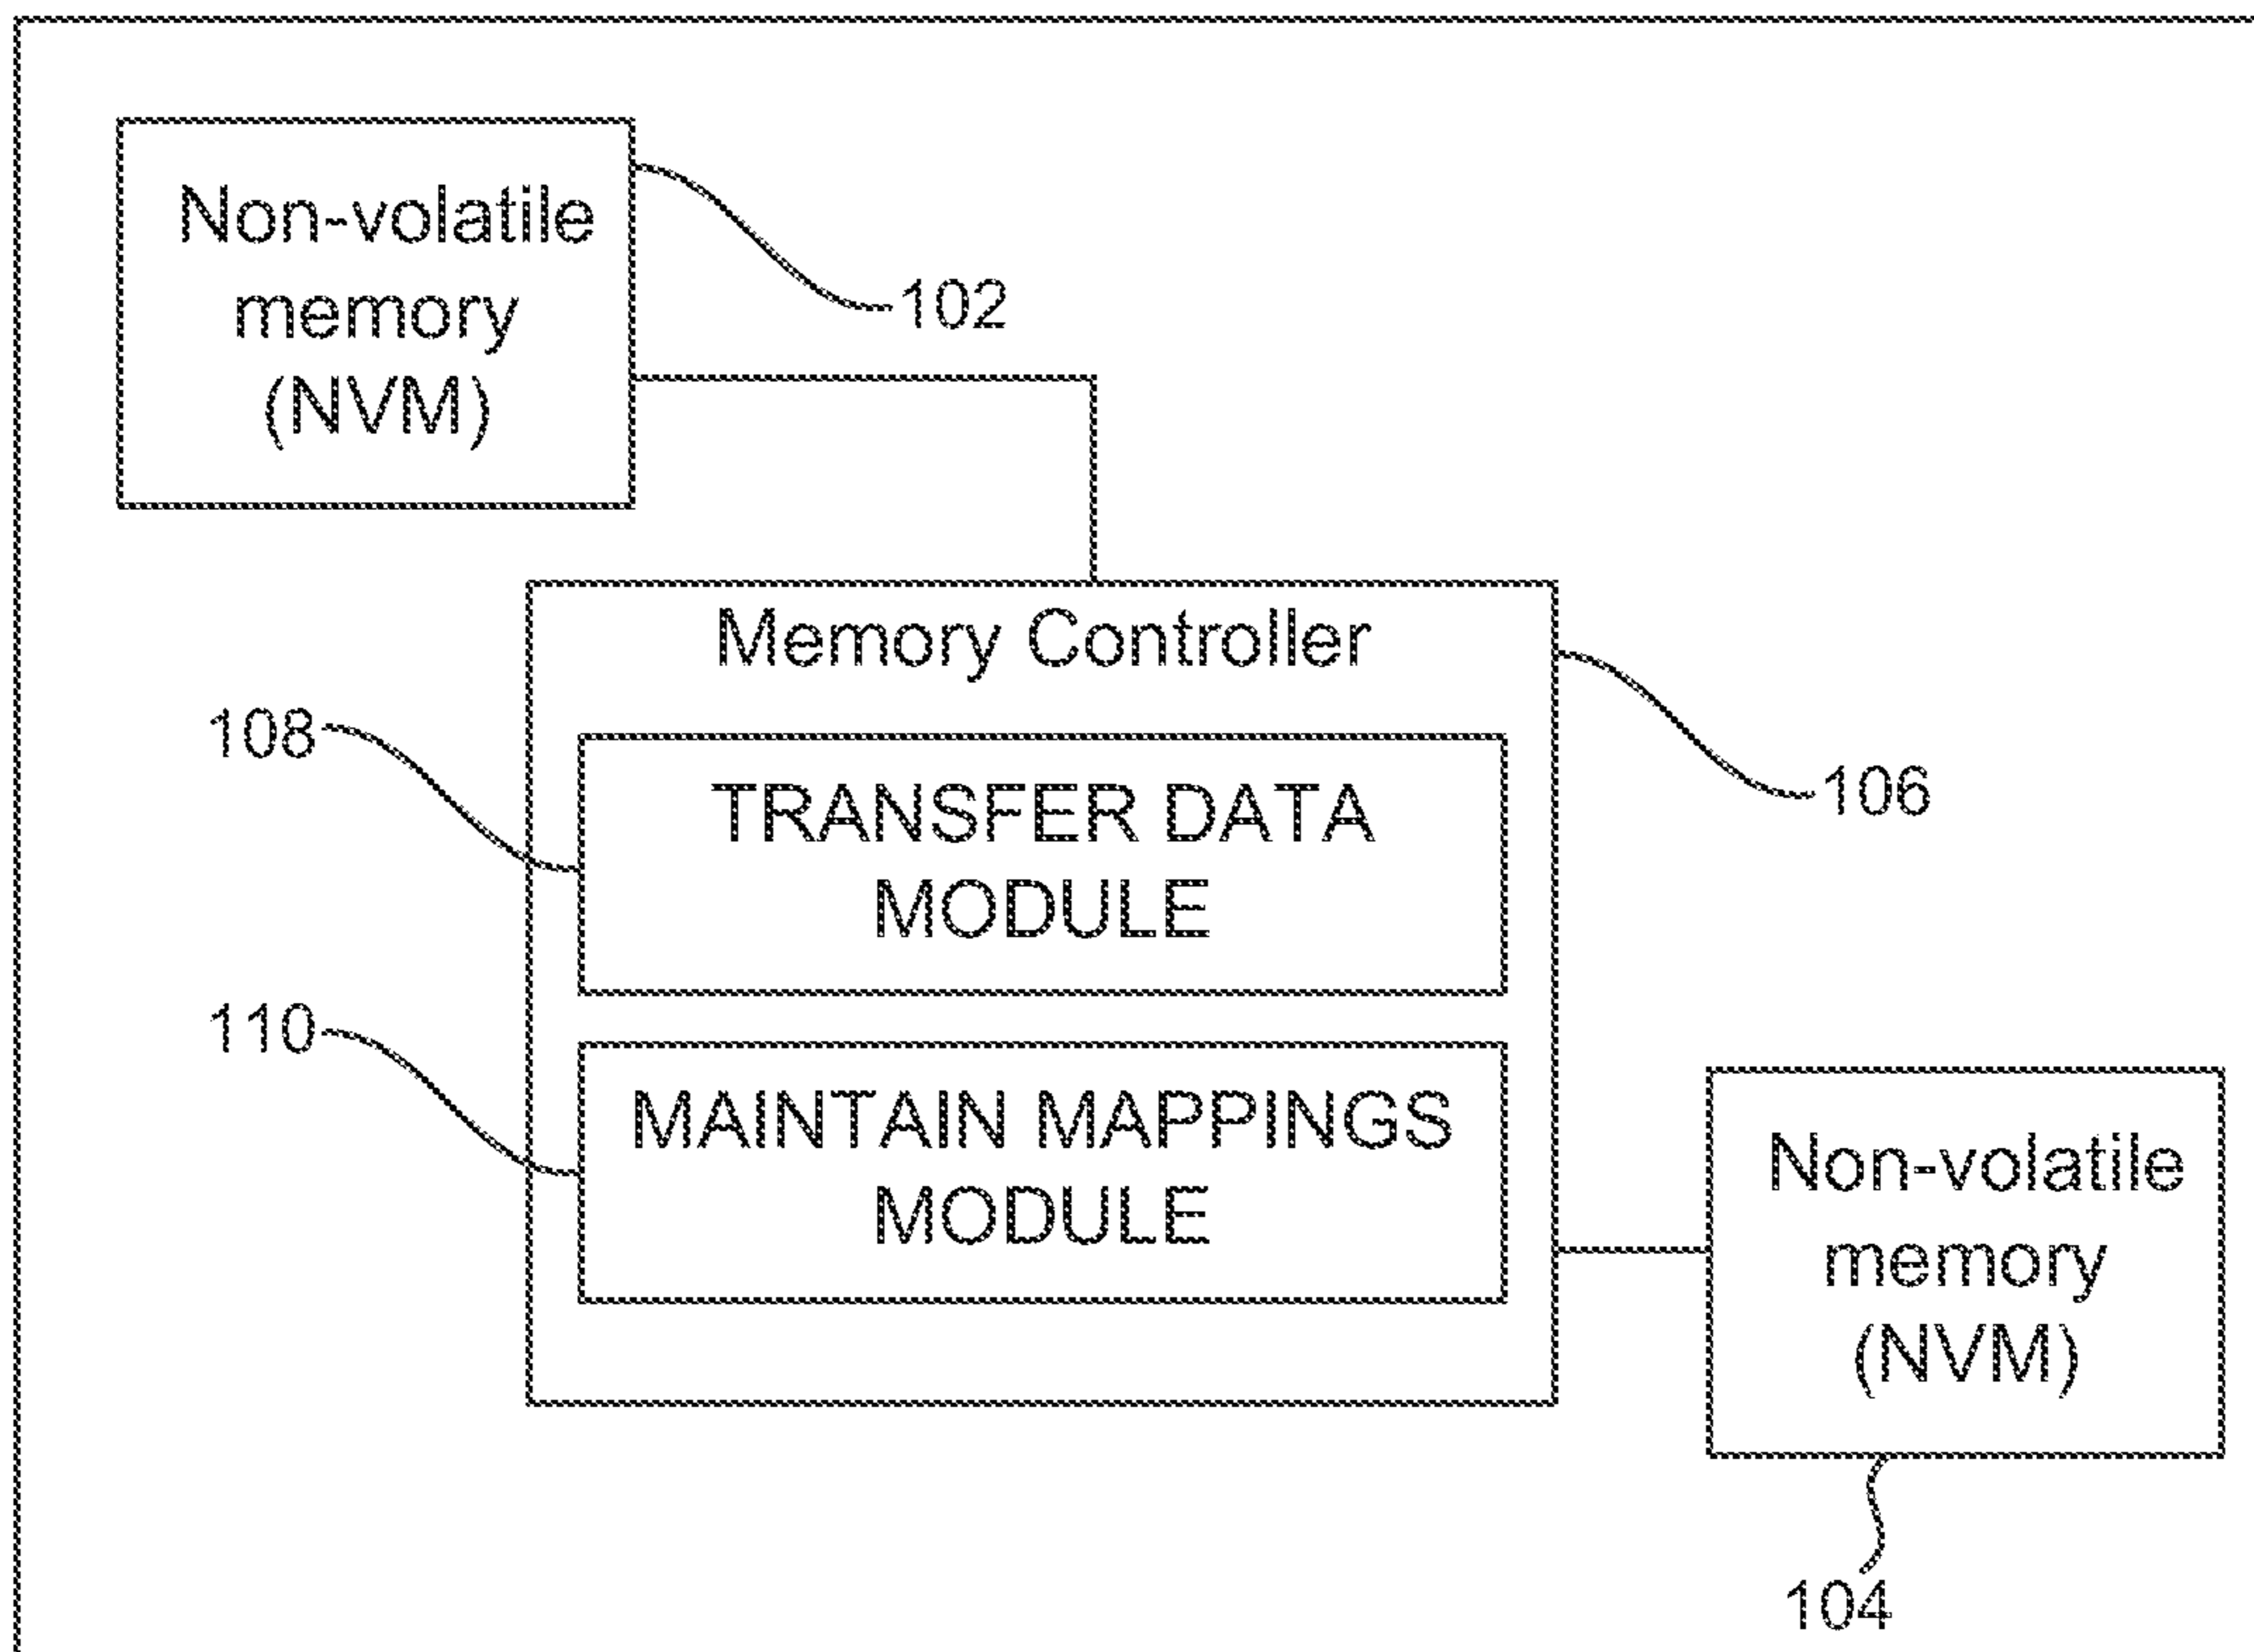 Non-volatile
memory
(NVM)
102
Memory Controller
108
TRANSFER DATA
MODULE
106
110
MAINTAIN MAPPINGS
MODULE
Non-volatile
memory
(NVM)
104